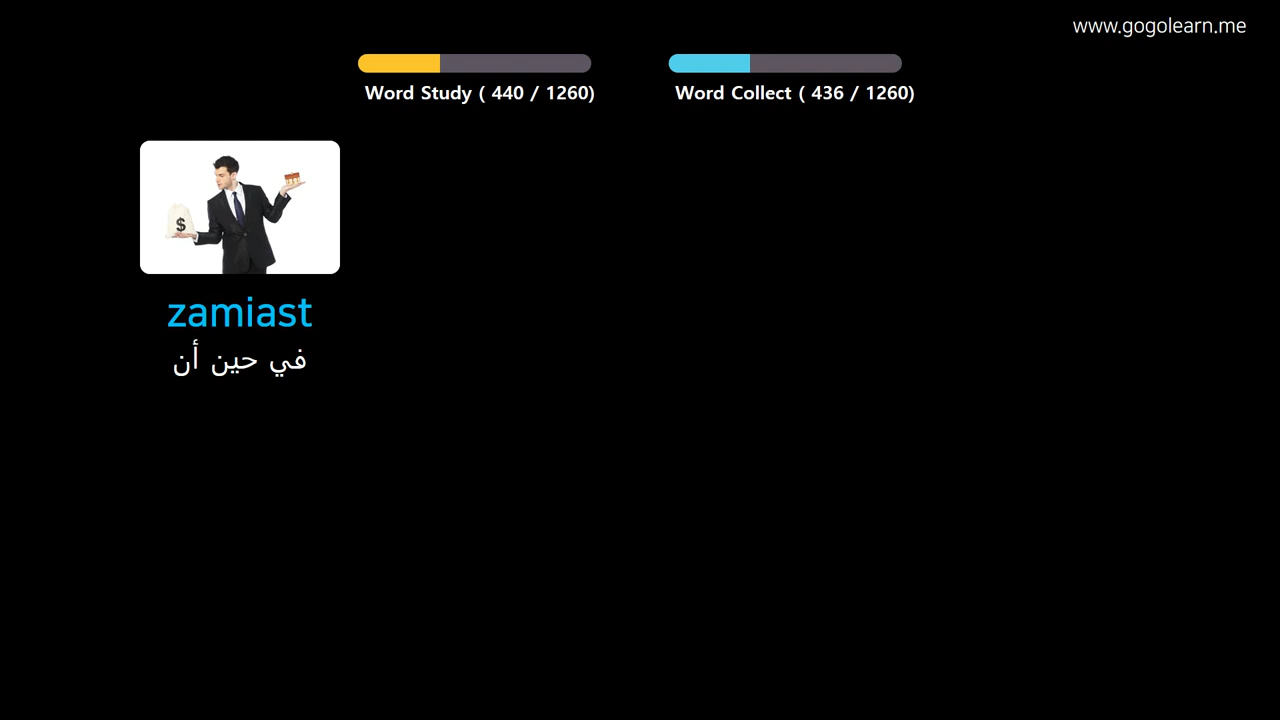 www.gogolearn.me
Word Study ( 440 / 1260)
Word Collect ( 436 / 1260)
$
zamiast
في حين أن